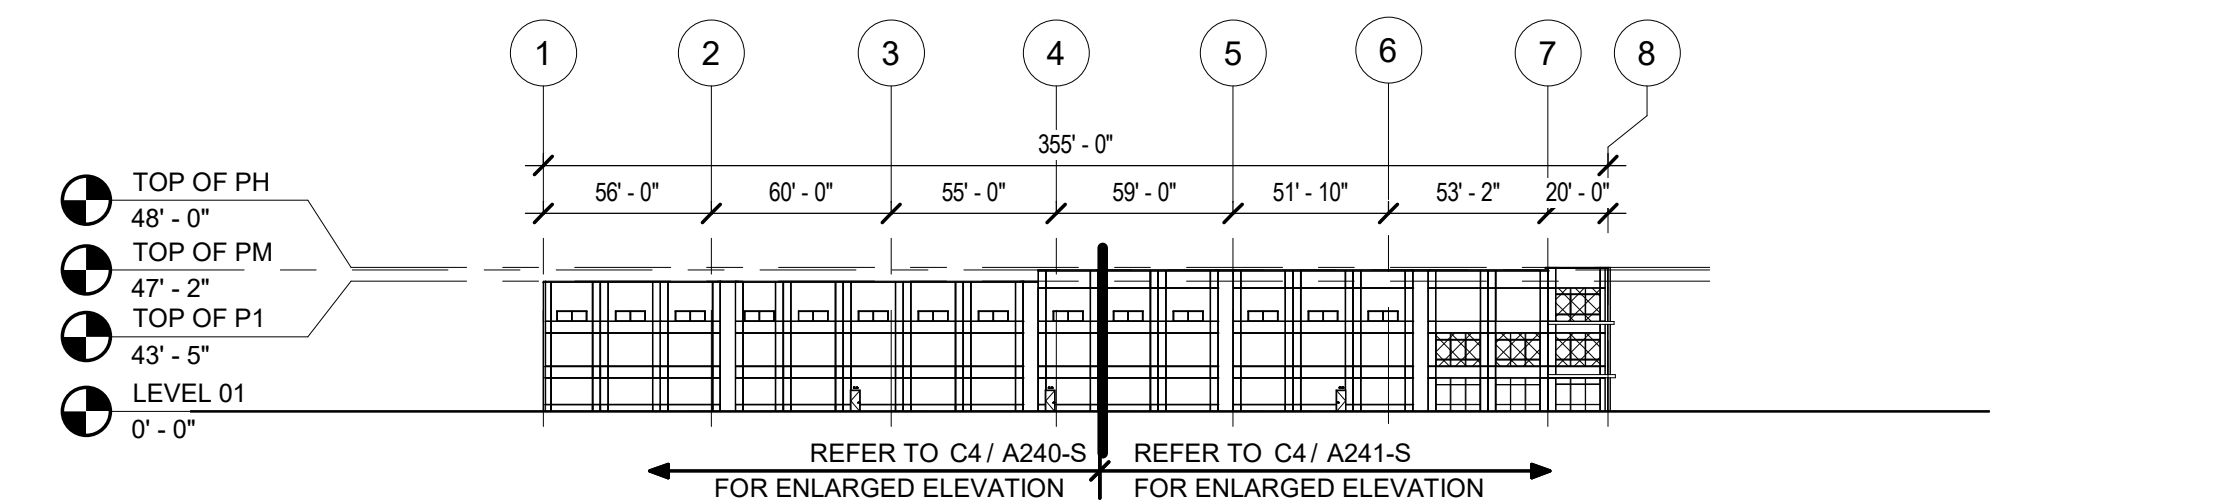 1 2 3 4 5 6 7 8
355' - 0"
56' - 0" 60' - 0" 55' - 0" 59' - 0" 51' - 10" 53' - 2" 20' - 0"
TOP OF PH
48' - 0"
TOP OF PM
47' - 2"
TOP OF P1
43' - 5"
LEVEL 01
0' - 0"
REFER TO C4 / A240-S
FOR ENLARGED ELEVATION
REFER TO C4 / A241-S
FOR ENLARGED ELEVATION